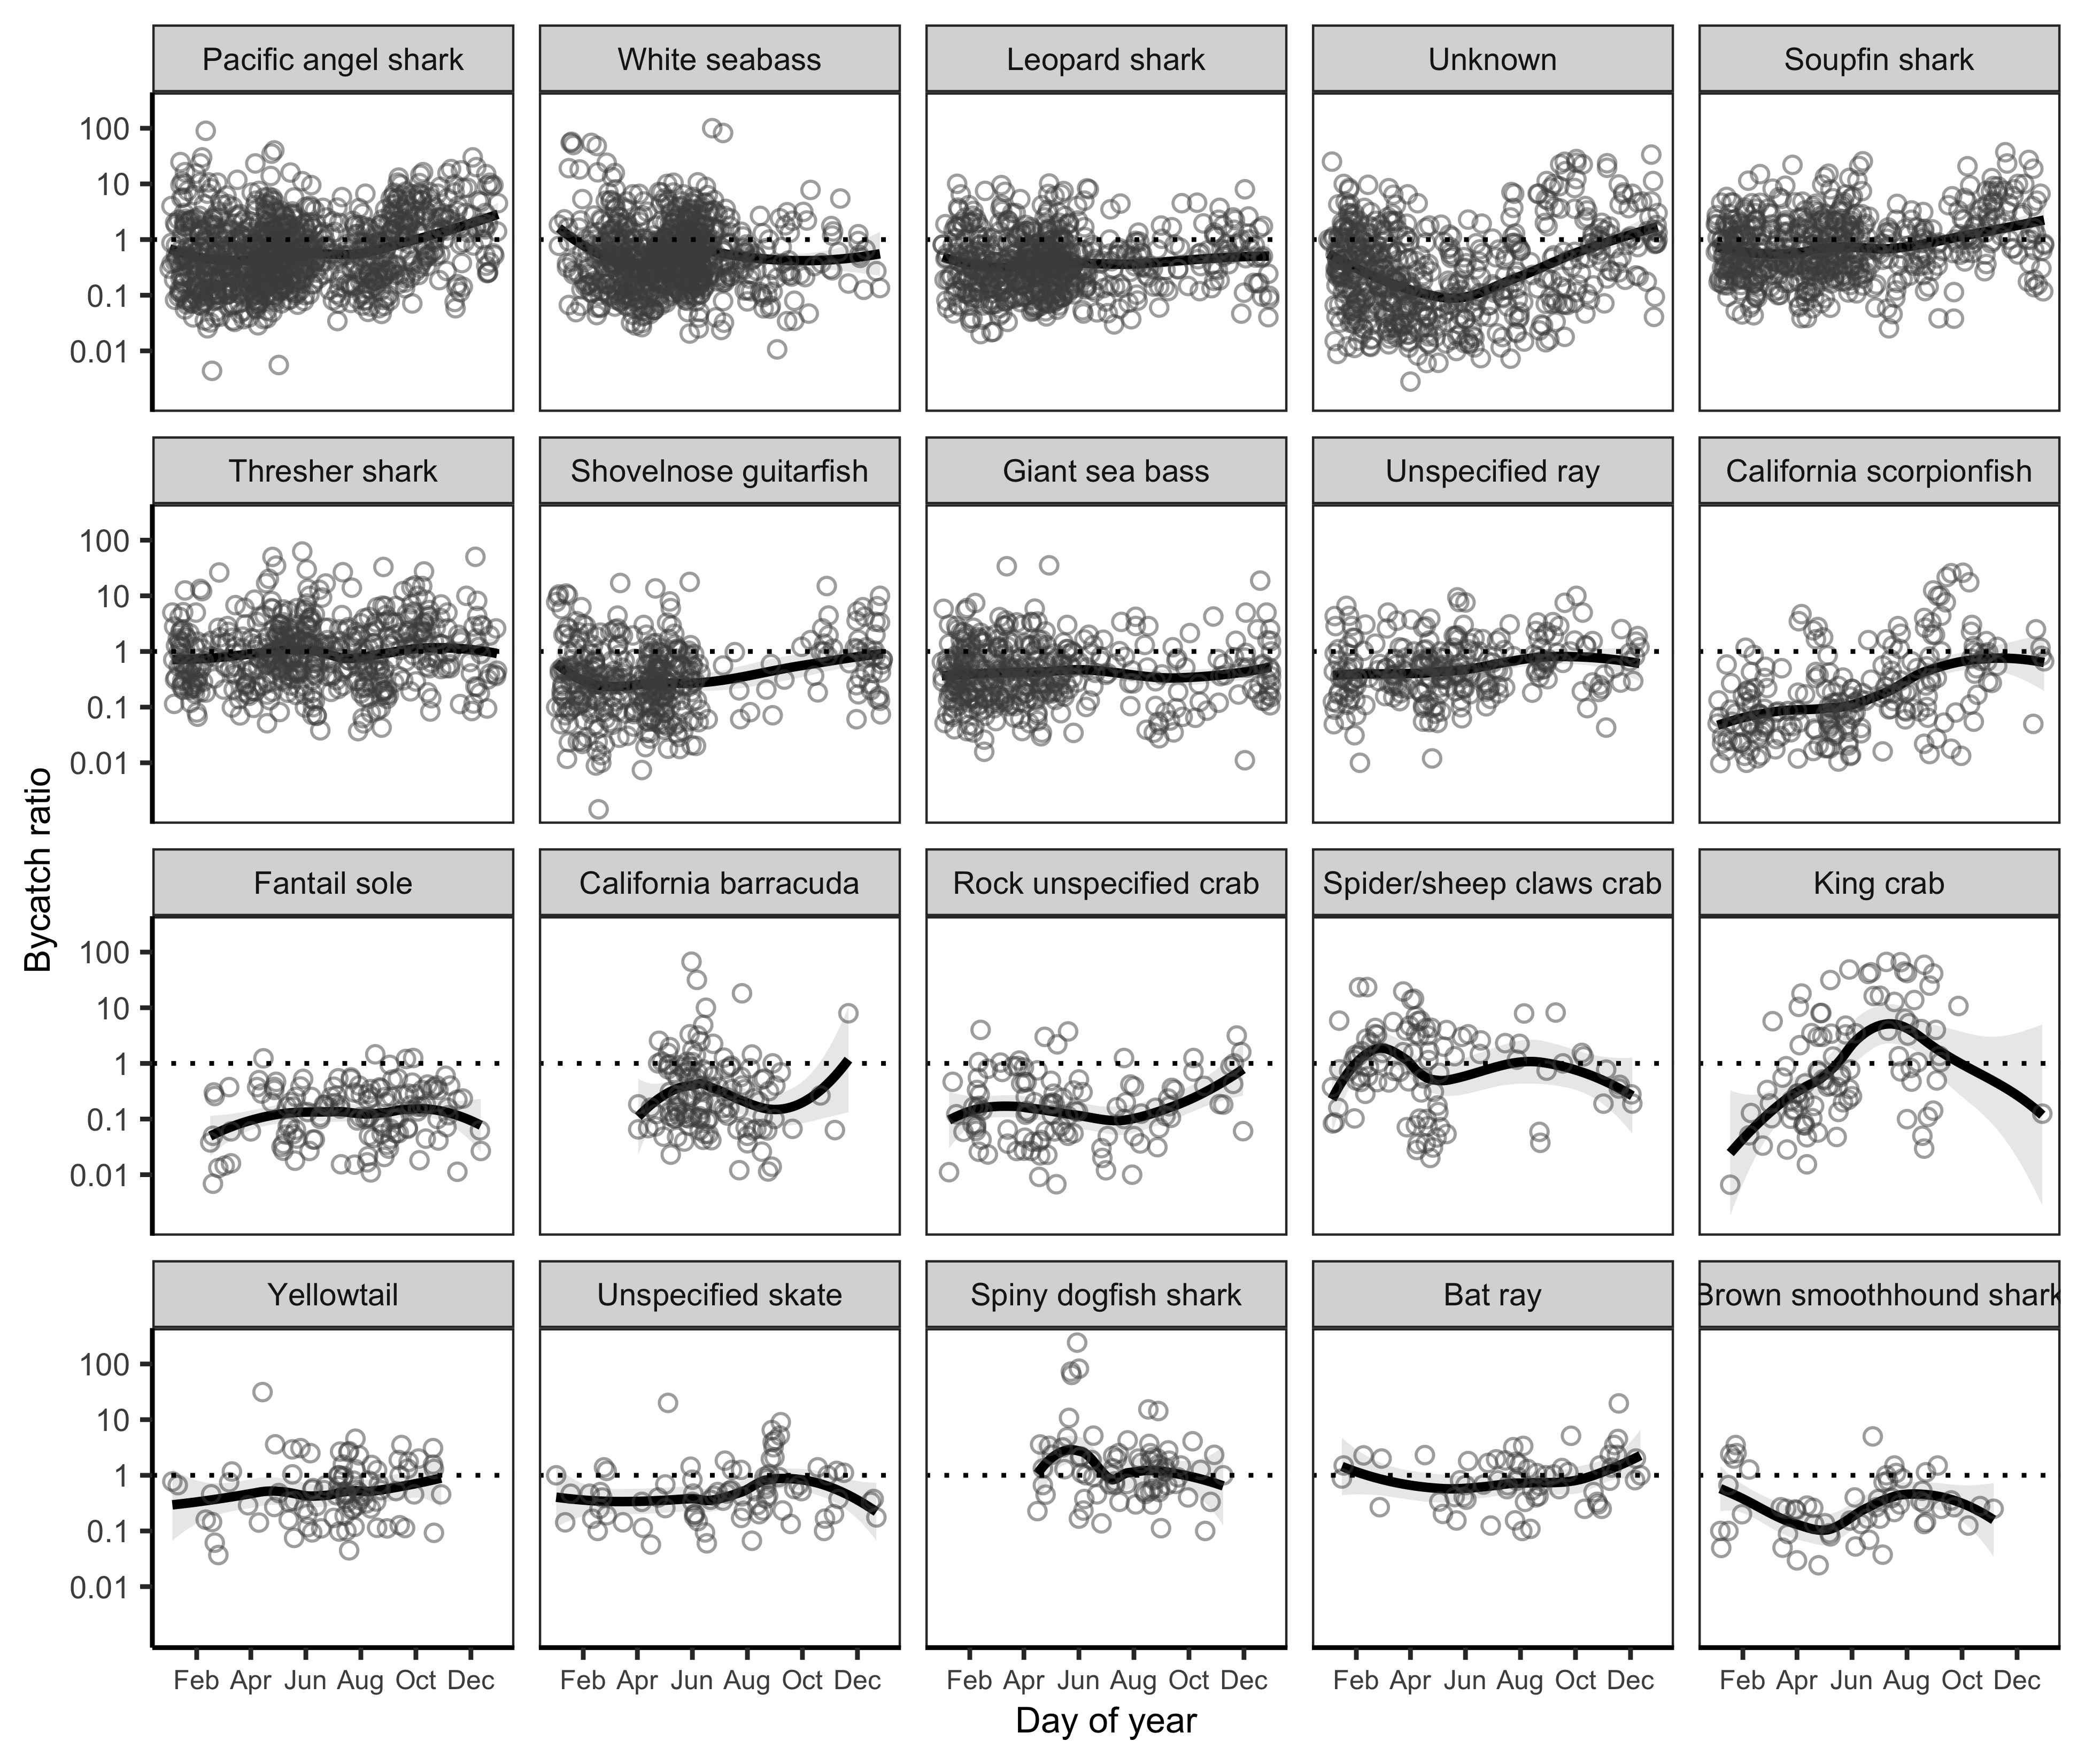 Pacific angel shark
White seabass
Leopard shark
Unknown
Soupfin shark
100
10
1
0.1
0.01
Thresher shark
Shovelnose guitarfish
Giant sea bass
Unspecified ray
California scorpionfish
100
10
1
0.1
0.01
Fantail sole
California barracuda
Rock unspecified crab
Spider/sheep claws crab
King crab
100
10
1
0.1
0.01
Yellowtail
Unspecified skate
Spiny dogfish shark
Bat ray
Brown smoothhound shark
100
10
1
0.1
0.01
Feb Apr Jun Aug Oct Dec
Feb Apr Jun Aug Oct Dec
Feb Apr Jun Aug Oct Dec
Feb Apr Jun Aug Oct Dec
Feb Apr Jun Aug Oct Dec
Day of year
Bycatch ratio